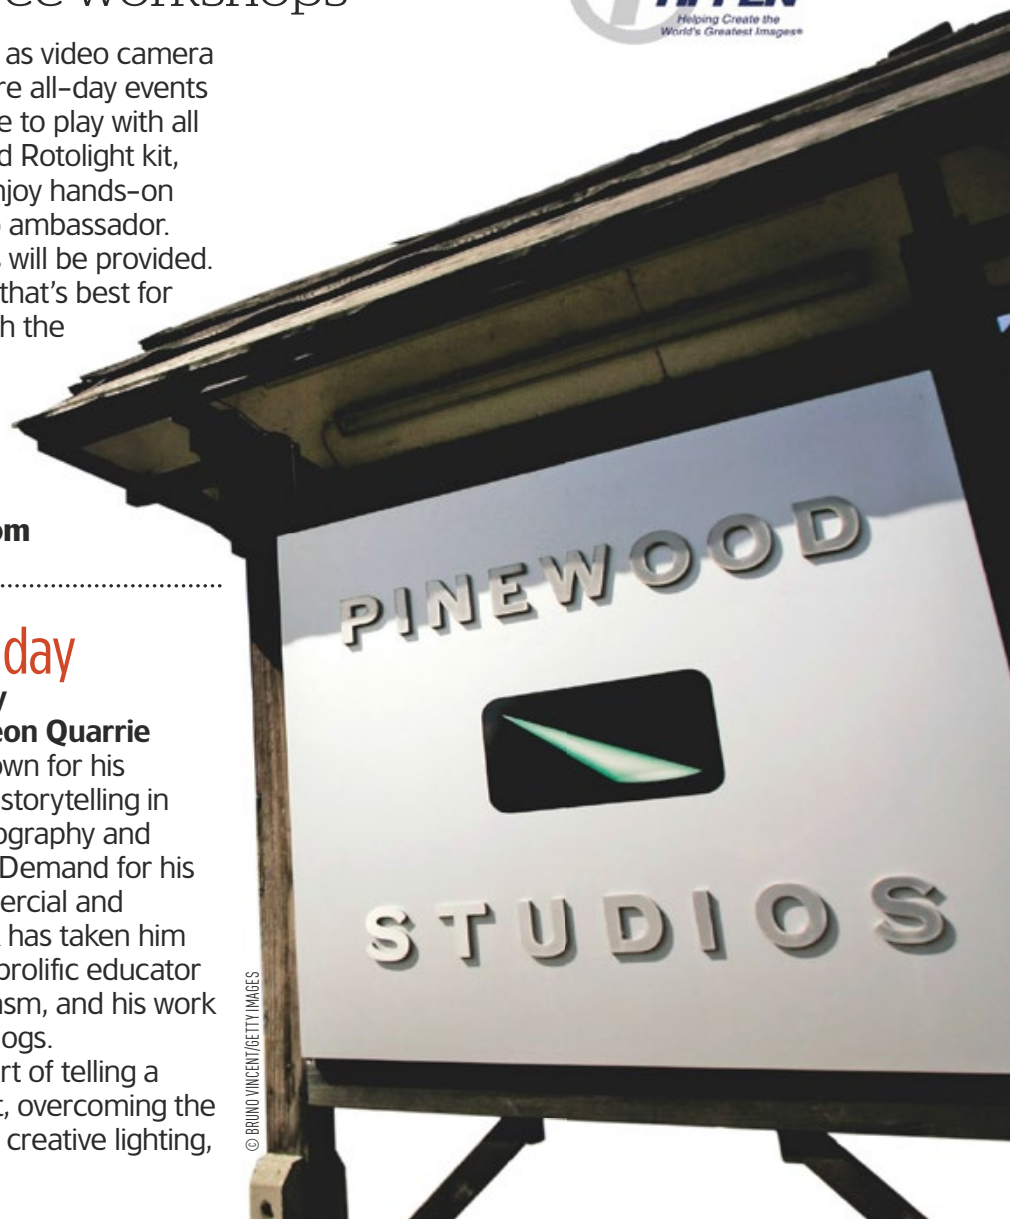 ee workshops
as video camera
re all-day events
e to play with all
d Rotolight kit,
njoy hands-on
ambassador.
will be provided.
that's best for
h the
om
day
y
eon Quarrie
own for his
storytelling in
ography and
Demand for his
ercial and
has taken him
prolific educator
asm, and his work
ogs.
rt of telling a
t, overcoming the
creative lighting,
Helping Create the
World's Greatest Images®
PINEWOOD
STUDIOS
© BRUNO VINCENT/GETTY IMAGES